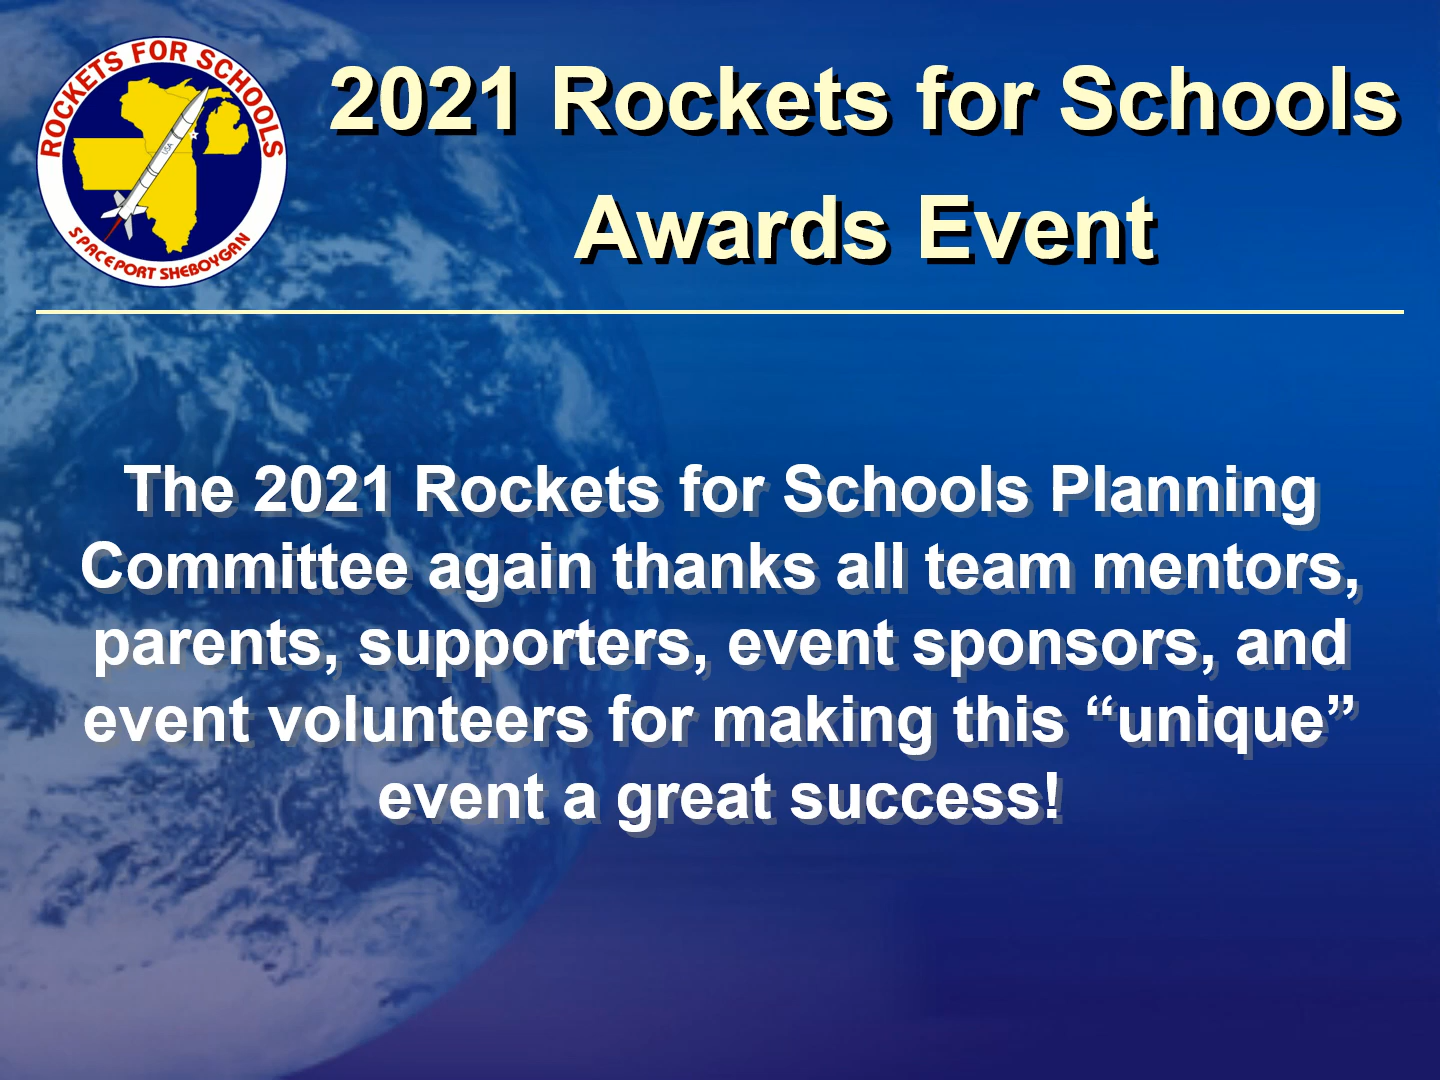 ROCKETS FOR SCHOOLS
USA
SPACEPORT SHEBOYGAN
2021 Rockets for Schools
Awards Event
The 2021 Rockets for Schools Planning
Committee again thanks all team mentors,
parents, supporters, event sponsors, and
event volunteers for making this “unique”
event a great success!